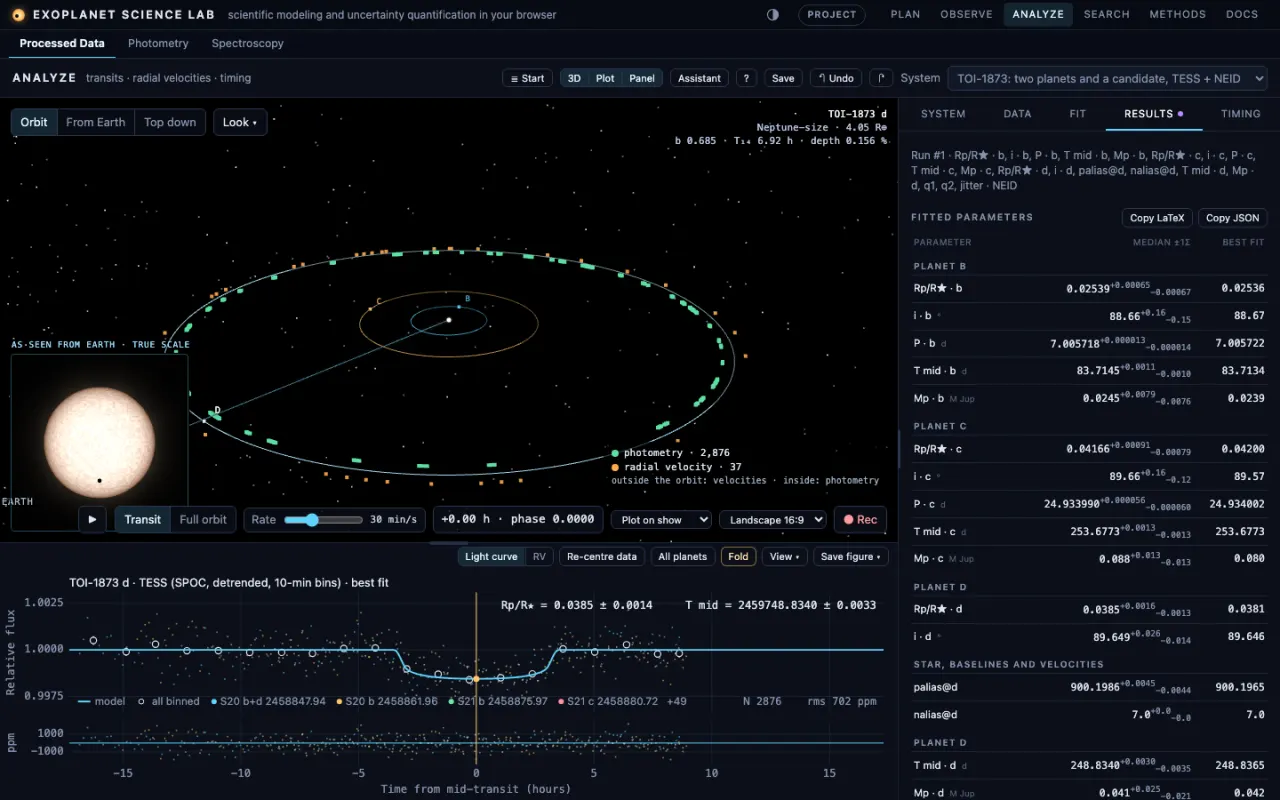 EXOPLANET SCIENCE LAB scientific modeling and uncertainty quantification in your browser PROJECT PLAN OBSERVE ANALYZE SEARCH METHODS DOCS
Processed Data Photometry Spectroscopy
ANALYZE transits · radial velocities · timing ≡ Start 3D Plot Panel Assistant ? Save ↰ Undo ↱ System TOI-1873: two planets and a candidate, TESS + NEID
Orbit From Earth Top down Look ▾
TOI-1873 d
Neptune-size · 4.05 R⊕
b 0.685 · T₁₄ 6.92 h · depth 0.156 %
C
B
D
AS-SEEN FROM EARTH · TRUE SCALE
EARTH
photometry · 2,876
radial velocity · 37
outside the orbit: velocities · inside: photometry
▶ Transit Full orbit Rate 30 min/s +0.00 h · phase 0.0000 Plot on show Landscape 16:9 Rec
Light curve RV Re-centre data All planets Fold View ▾ Save figure ▾
TOI-1873 d · TESS (SPOC, detrended, 10-min bins) · best fit
Rp/R★ = 0.0385 ± 0.0014 T mid = 2459748.8340 ± 0.0033
Relative flux
1.0025
1.0000
0.9975
model all binned S20 b+d 2458847.94 S20 b 2458861.96 S21 b 2458875.97 S21 c 2458880.72 +49 N 2876 rms 702 ppm
ppm
1000
−1000
−15 −10 −5 0 5 10 15
Time from mid-transit (hours)
SYSTEM DATA FIT RESULTS TIMING
Run #1 · Rp/R★ · b, i · b, P · b, T mid · b, Mp · b, Rp/R★ · c, i · c, P · c,
T mid · c, Mp · c, Rp/R★ · d, i · d, palias@d, nalias@d, T mid · d, Mp ·
d, q1, q2, jitter · NEID
FITTED PARAMETERS Copy LaTeX Copy JSON
PARAMETER MEDIAN ±1Σ BEST FIT
PLANET B
Rp/R★ · b 0.02539 +0.00065 −0.00067 0.02536
i · b ° 88.66 +0.16 −0.15 88.67
P · b d 7.005718 +0.000013 −0.000014 7.005722
T mid · b d 83.7145 +0.0011 −0.0010 83.7134
Mp · b M Jup 0.0245 +0.0079 −0.0076 0.0239
PLANET C
Rp/R★ · c 0.04166 +0.00091 −0.00079 0.04200
i · c ° 89.66 +0.16 −0.12 89.57
P · c d 24.933990 +0.000056 −0.000060 24.934002
T mid · c d 253.6773 +0.0013 −0.0013 253.6773
Mp · c M Jup 0.088 +0.013 −0.013 0.080
PLANET D
Rp/R★ · d 0.0385 +0.0016 −0.0013 0.0381
i · d ° 89.649 +0.026 −0.014 89.646
STAR, BASELINES AND VELOCITIES
palias@d 900.1986 +0.0045 −0.0044 900.1965
nalias@d 7.0 +0.0 −0.0 7.0
PLANET D
T mid · d d 248.8340 +0.0030 −0.0035 248.8365
Mp · d M Jup 0.041 +0.025 −0.021 0.042